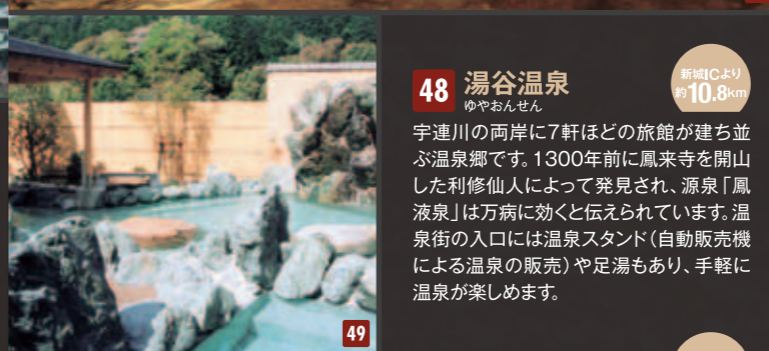 48 湯谷温泉
ゆやおんせん
新城ICより
約10.8km
宇連川の両岸に7軒ほどの旅館が建ち並
ぶ温泉郷です。1300年前に鳳来寺を開山
した利修仙人によって発見され、源泉「鳳
液泉」は万病に効くと伝えられています。温
泉街の入口には温泉スタンド(自動販売機
による温泉の販売)や足湯もあり、手軽に
温泉が楽しめます。
49